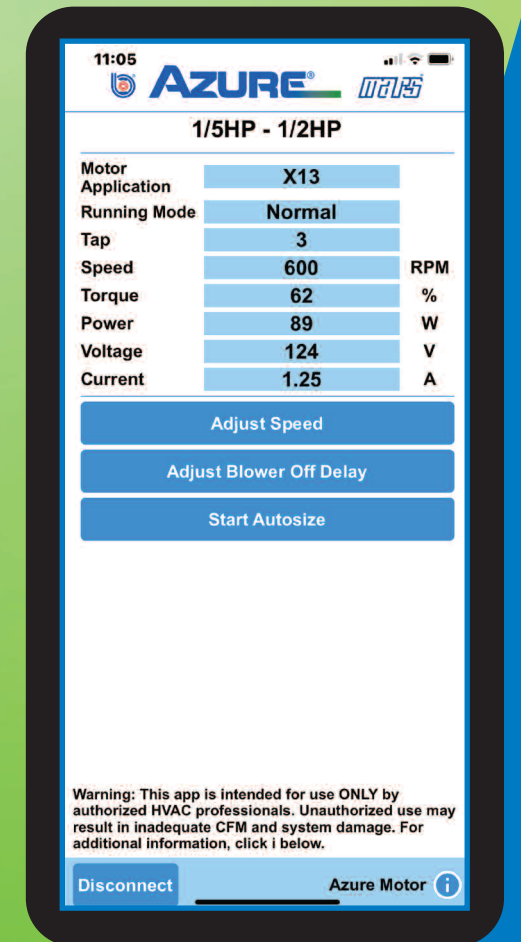 11:05
AZURE® mars
1/5HP - 1/2HP
Motor
Application X13
Running Mode Normal
Tap 3
Speed 600 RPM
Torque 62 %
Power 89 W
Voltage 124 V
Current 1.25 A
Adjust Speed
Adjust Blower Off Delay
Start Autosize
Warning: This app is intended for use ONLY by
authorized HVAC professionals. Unauthorized use may
result in inadequate CFM and system damage. For
additional information, click i below.
Disconnect Azure Motor i